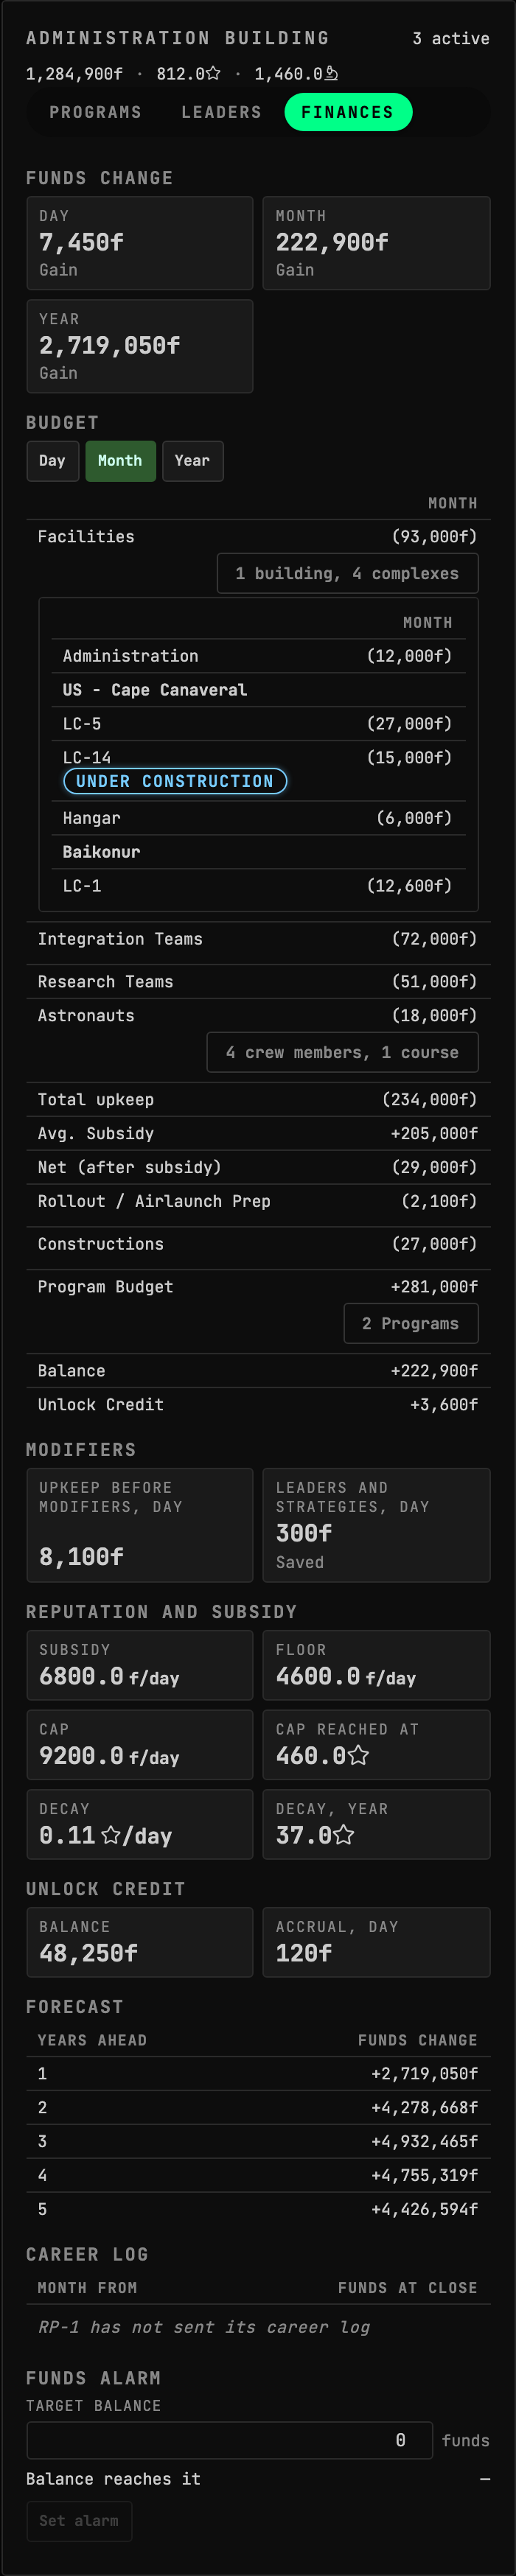 ADMINISTRATION BUILDING 3 active
1,284,900f · 812.0☆ · 1,460.0
PROGRAMS LEADERS FINANCES
FUNDS CHANGE
DAY
7,450f
Gain
MONTH
222,900f
Gain
YEAR
2,719,050f
Gain
BUDGET
Day Month Year
MONTH
Facilities (93,000f)
1 building, 4 complexes
MONTH
Administration (12,000f)
US - Cape Canaveral
LC-5 (27,000f)
LC-14 (15,000f)
UNDER CONSTRUCTION
Hangar (6,000f)
Baikonur
LC-1 (12,600f)
Integration Teams (72,000f)
Research Teams (51,000f)
Astronauts (18,000f)
4 crew members, 1 course
Total upkeep (234,000f)
Avg. Subsidy +205,000f
Net (after subsidy) (29,000f)
Rollout / Airlaunch Prep (2,100f)
Constructions (27,000f)
Program Budget +281,000f
2 Programs
Balance +222,900f
Unlock Credit +3,600f
MODIFIERS
UPKEEP BEFORE
MODIFIERS, DAY
8,100f
LEADERS AND
STRATEGIES, DAY
300f
Saved
REPUTATION AND SUBSIDY
SUBSIDY
6800.0 f/day
FLOOR
4600.0 f/day
CAP
9200.0 f/day
CAP REACHED AT
460.0☆
DECAY
0.11 ☆/day
DECAY, YEAR
37.0☆
UNLOCK CREDIT
BALANCE
48,250f
ACCRUAL, DAY
120f
FORECAST
YEARS AHEAD FUNDS CHANGE
1 +2,719,050f
2 +4,278,668f
3 +4,932,465f
4 +4,755,319f
5 +4,426,594f
CAREER LOG
MONTH FROM FUNDS AT CLOSE
RP-1 has not sent its career log
FUNDS ALARM
TARGET BALANCE
0 funds
Balance reaches it —
Set alarm